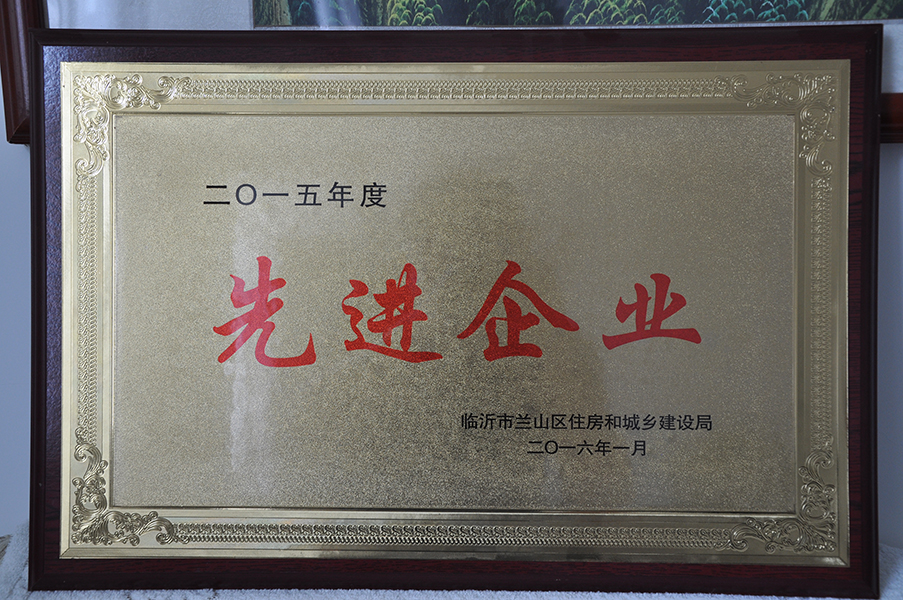 二〇一五年度
先进企业
临沂市兰山区住房和城乡建设局
二〇一六年一月